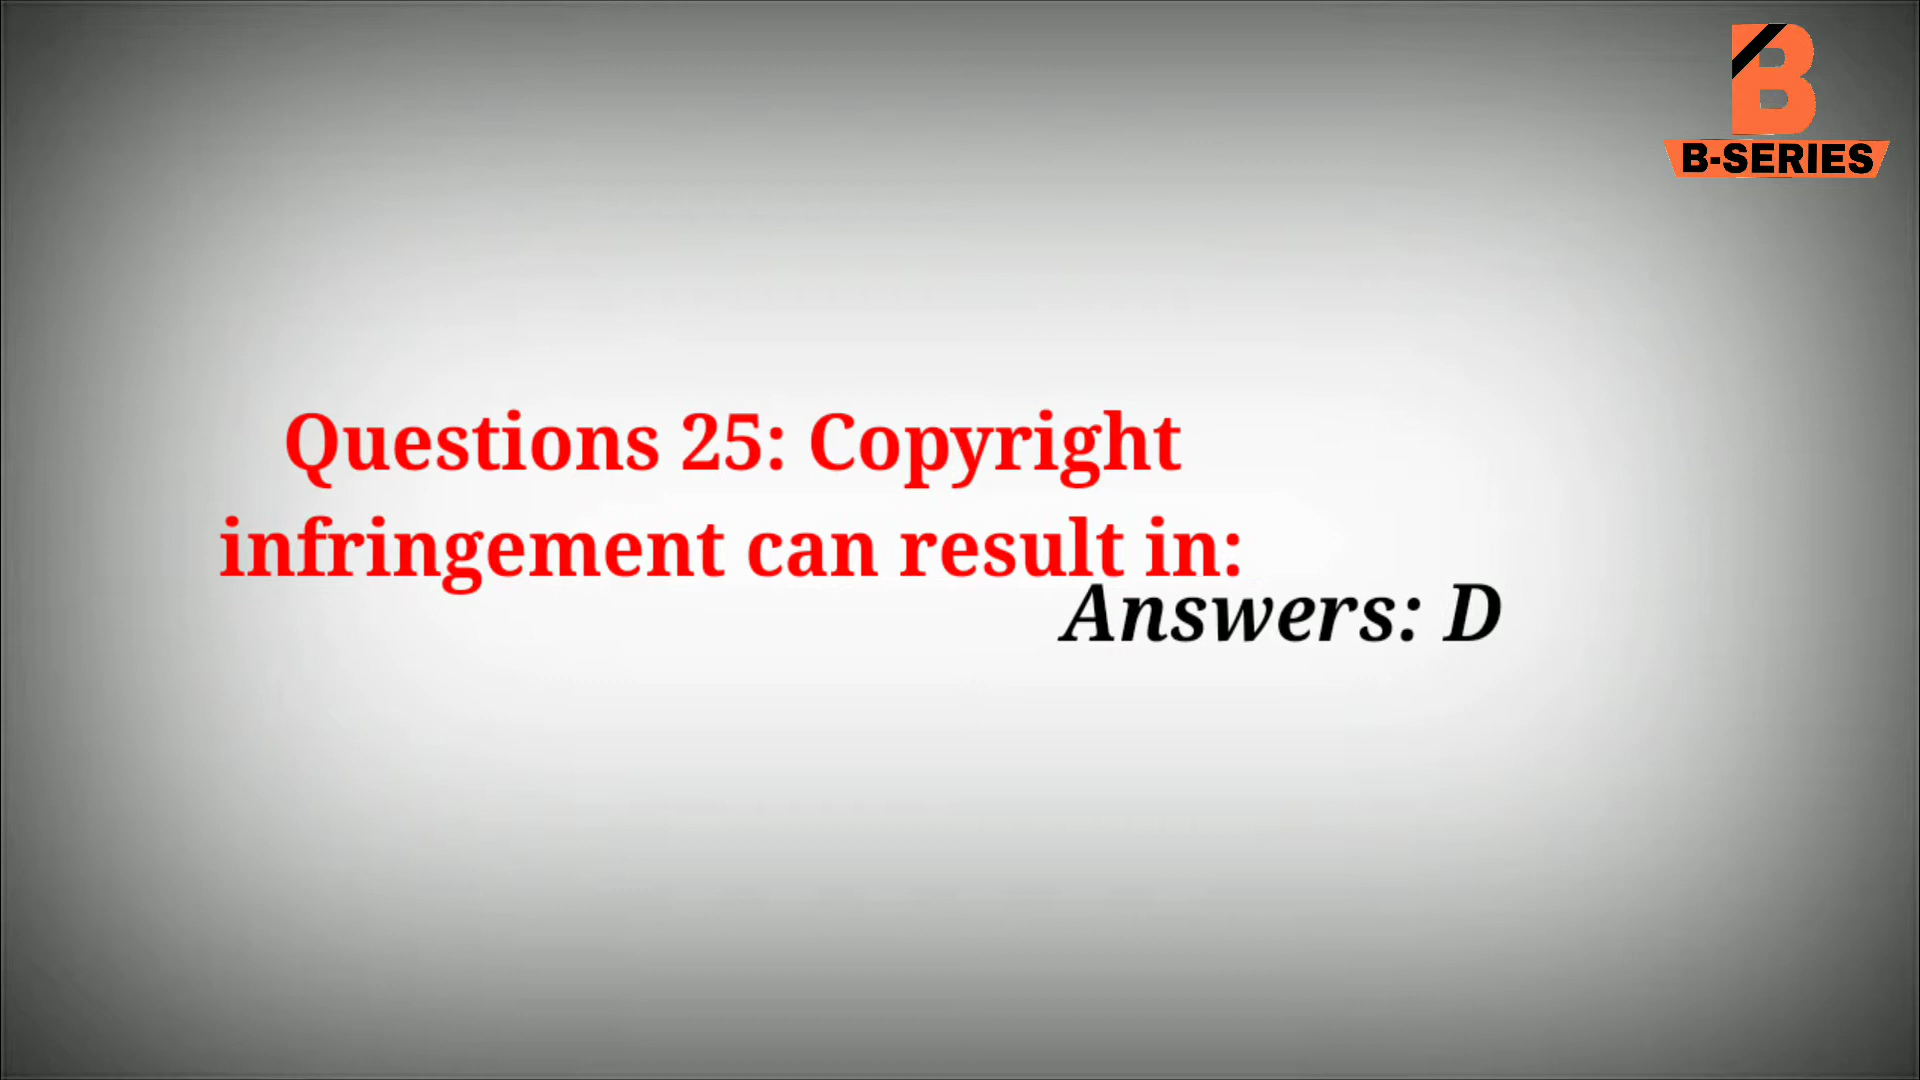 B
B-SERIES
Questions 25: Copyright
infringement can result in:
Answers: D